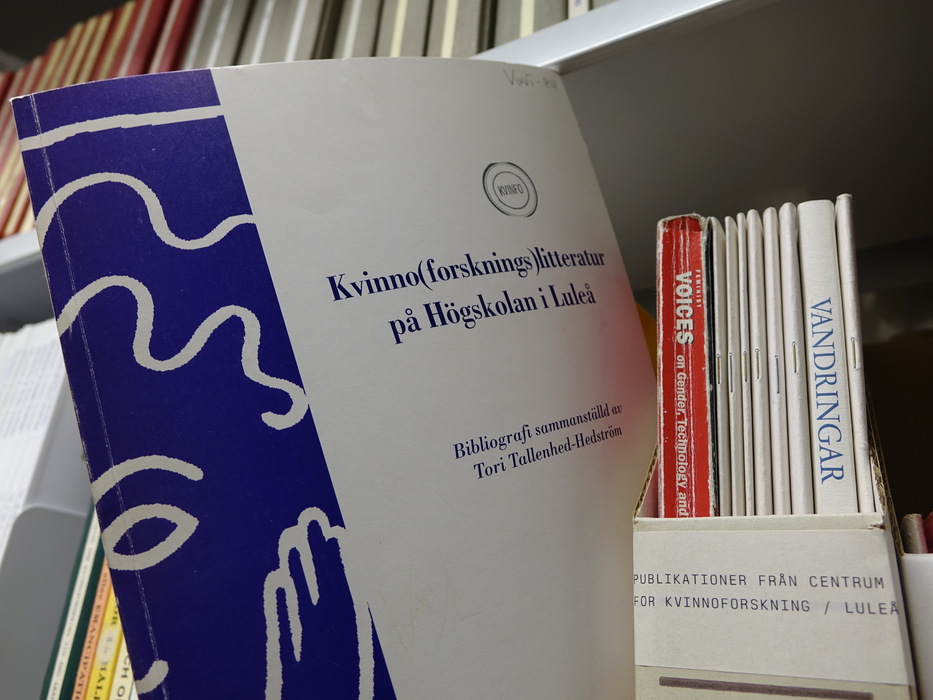 KVINFO
Kvinno(forsknings)litteratur
på Högskolan i Luleå
Bibliografi sammanställd av
Tori Tallenhed-Hedström
FEMINIST
VOICES
on Gender, Technology and
VANDRINGAR
PUBLIKATIONER FRÅN CENTRUM
FÖR KVINNOFORSKNING / LULEÅ